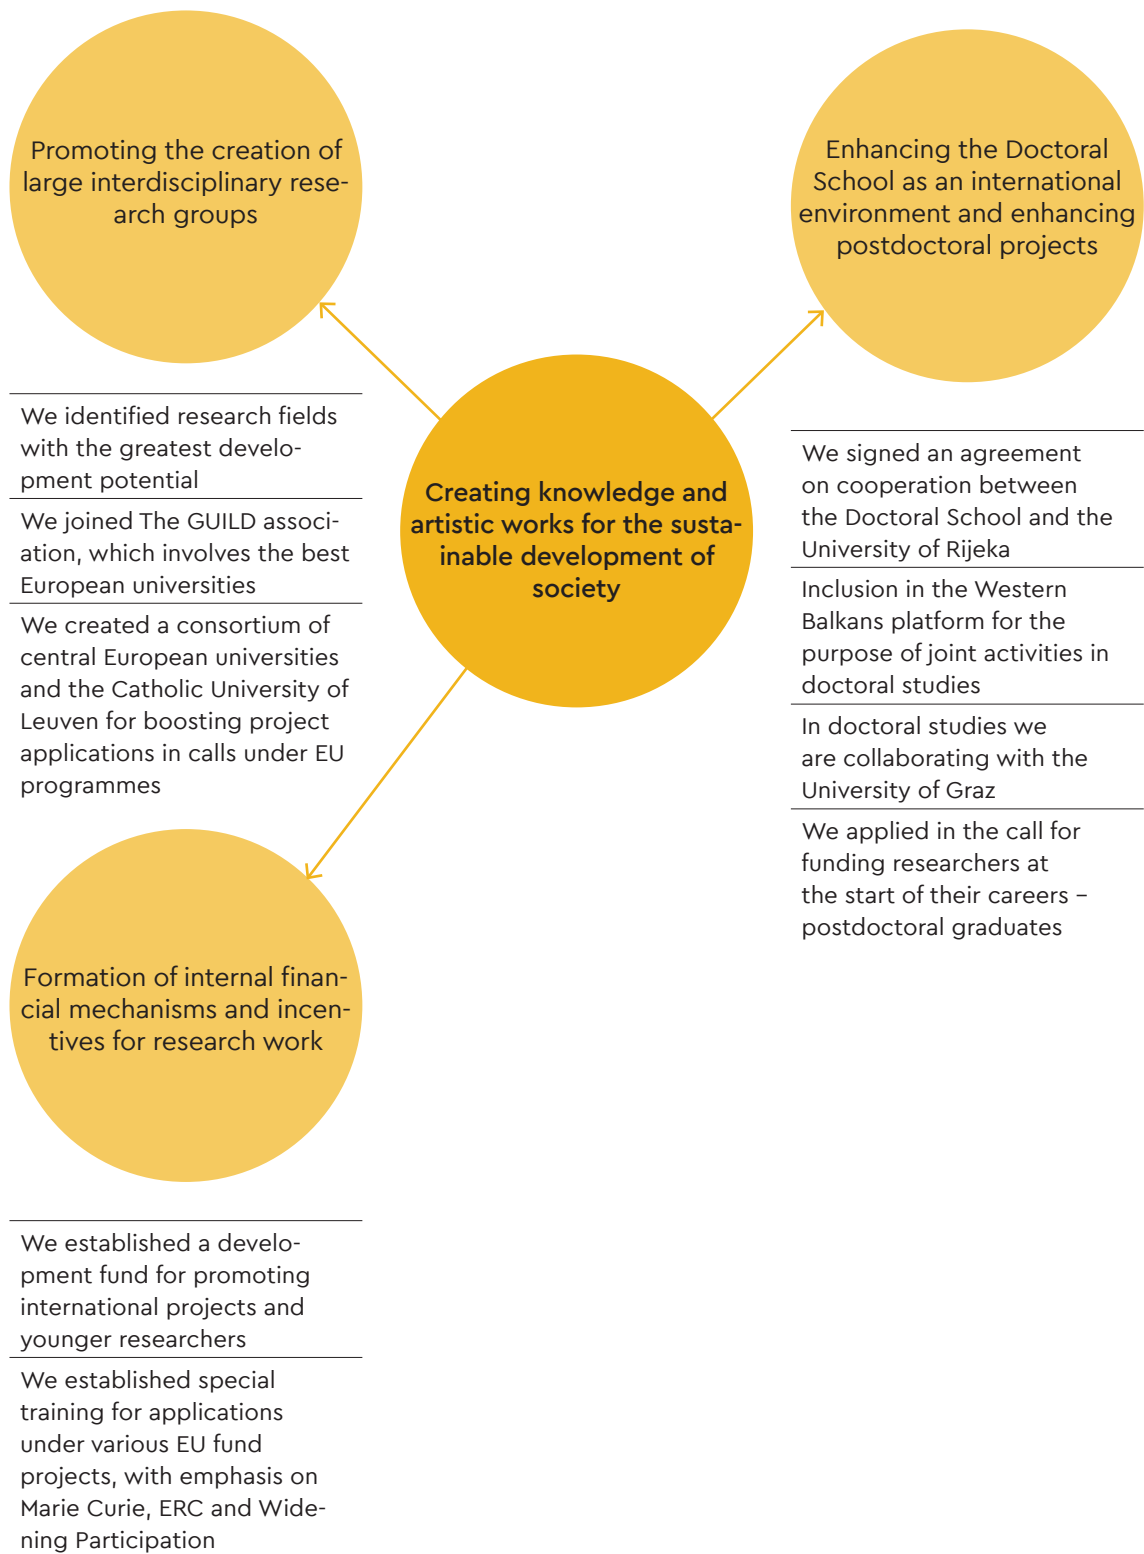 Promoting the creation of
large interdisciplinary rese-
arch groups
We identified research fields
with the greatest develo-
pment potential
We joined The GUILD associ-
ation, which involves the best
European universities
We created a consortium of
central European universities
and the Catholic University of
Leuven for boosting project
applications in calls under EU
programmes
Creating knowledge and
artistic works for the susta-
inable development of
society
Enhancing the Doctoral
School as an international
environment and enhancing
postdoctoral projects
We signed an agreement
on cooperation between
the Doctoral School and the
University of Rijeka
Inclusion in the Western
Balkans platform for the
purpose of joint activities in
doctoral studies
In doctoral studies we
are collaborating with the
University of Graz
We applied in the call for
funding researchers at
the start of their careers –
postdoctoral graduates
Formation of internal finan-
cial mechanisms and incen-
tives for research work
We established a develo-
pment fund for promoting
international projects and
younger researchers
We established special
training for applications
under various EU fund
projects, with emphasis on
Marie Curie, ERC and Wide-
ning Participation